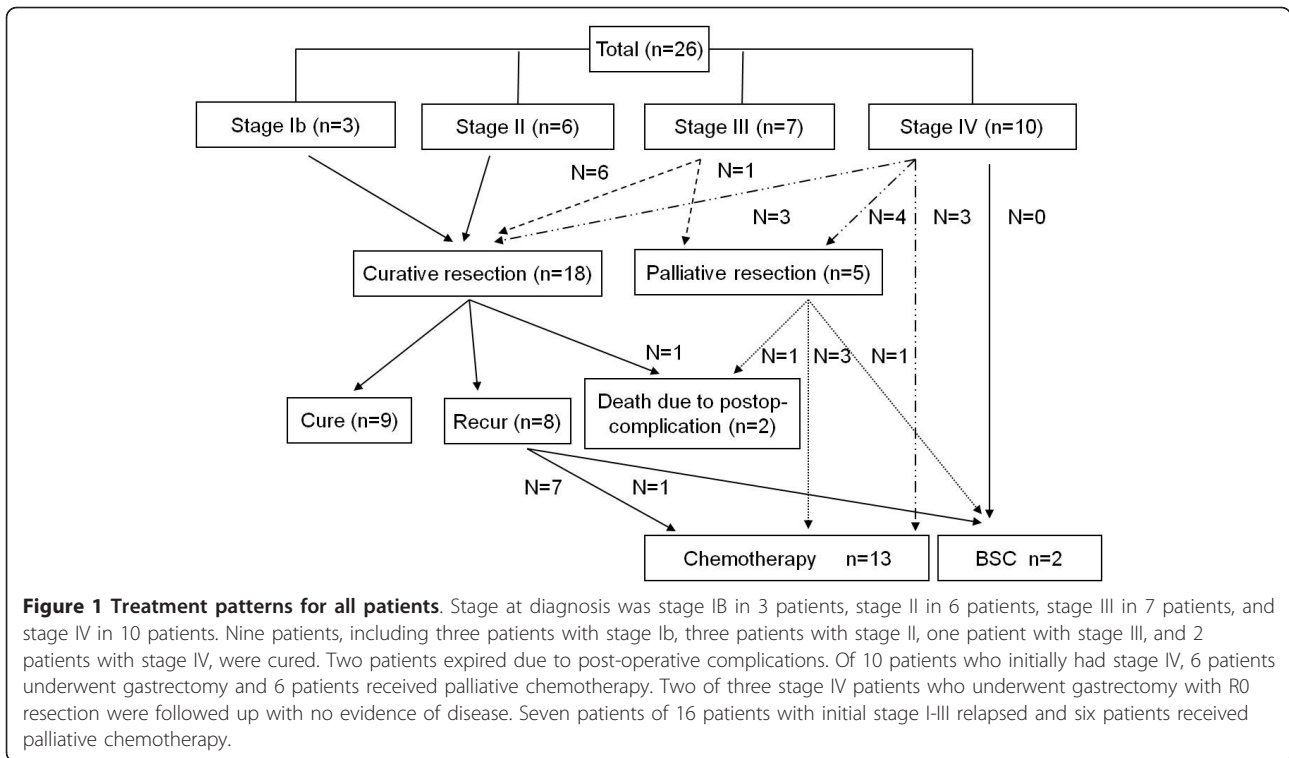 Total (n=26)
Stage Ib (n=3)
Stage II (n=6)
Stage III (n=7)
Stage IV (n=10)
N=6
N=1
N=3
N=4
N=3
N=0
Curative resection (n=18)
Palliative resection (n=5)
N=1
N=1
N=3
N=1
Cure (n=9)
Recur (n=8)
Death due to postop-
complication (n=2)
N=7
N=1
Chemotherapy n=13
BSC n=2
Figure 1 Treatment patterns for all patients. Stage at diagnosis was stage IB in 3 patients, stage II in 6 patients, stage III in 7 patients, and
stage IV in 10 patients. Nine patients, including three patients with stage Ib, three patients with stage II, one patient with stage III, and 2
patients with stage IV, were cured. Two patients expired due to post-operative complications. Of 10 patients who initially had stage IV, 6 patients
underwent gastrectomy and 6 patients received palliative chemotherapy. Two of three stage IV patients who underwent gastrectomy with R0
resection were followed up with no evidence of disease. Seven patients of 16 patients with initial stage I-III relapsed and six patients received
palliative chemotherapy.